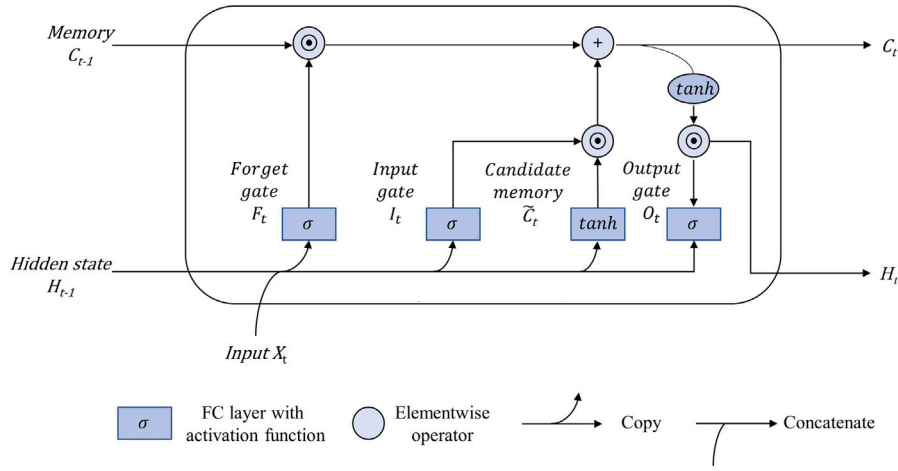 Memory
C_{t-1}
C_t
+
tanh
Forget
gate
F_t
Input
gate
I_t
Candidate
memory
C̃_t
Output
gate
O_t
σ
σ
tanh
σ
Hidden state
H_{t-1}
H_t
Input X_t
σ
FC layer with
activation function
Elementwise
operator
Copy
Concatenate